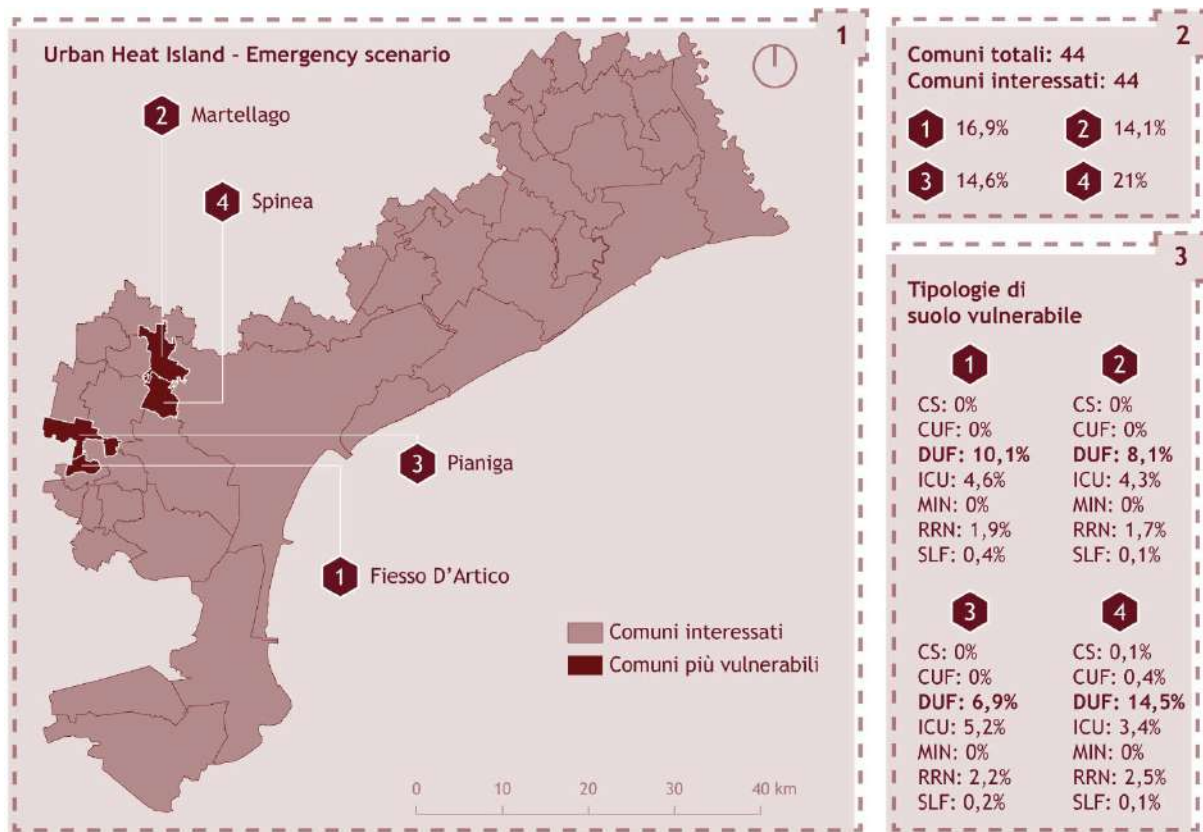 1
Urban Heat Island - Emergency scenario
2 Martellago
4 Spinea
3 Pianiga
1 Fiesso D'Artico
Comuni interessati
Comuni più vulnerabili
0 10 20 30 40 km
2
Comuni totali: 44
Comuni interessati: 44
1 16,9% 2 14,1%
3 14,6% 4 21%
3
Tipologie di
suolo vulnerabile
1
CS: 0%
CUF: 0%
DUF: 10,1%
ICU: 4,6%
MIN: 0%
RRN: 1,9%
SLF: 0,4%
2
CS: 0%
CUF: 0%
DUF: 8,1%
ICU: 4,3%
MIN: 0%
RRN: 1,7%
SLF: 0,1%
3
CS: 0%
CUF: 0%
DUF: 6,9%
ICU: 5,2%
MIN: 0%
RRN: 2,2%
SLF: 0,2%
4
CS: 0,1%
CUF: 0,4%
DUF: 14,5%
ICU: 3,4%
MIN: 0%
RRN: 2,5%
SLF: 0,1%